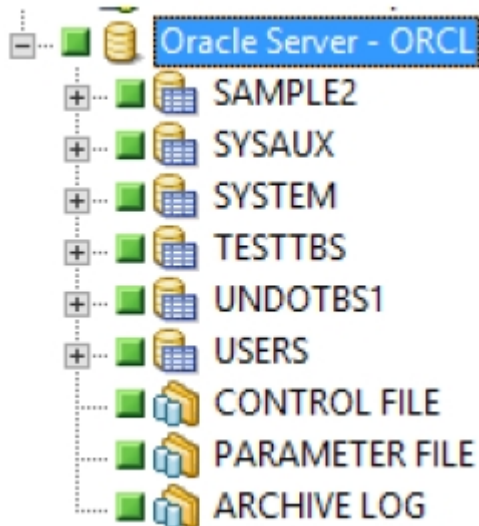 Oracle Server - ORCL
SAMPLE2
SYSAUX
SYSTEM
TESTTBS
UNDOTBS1
USERS
CONTROL FILE
PARAMETER FILE
ARCHIVE LOG